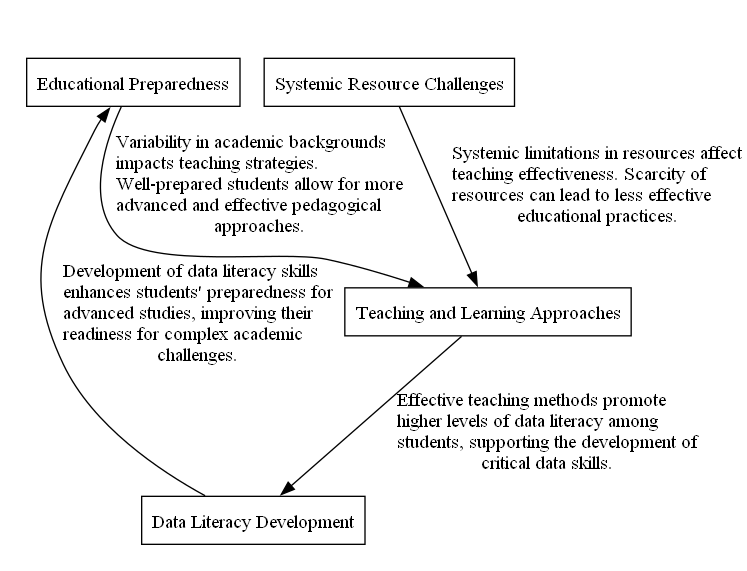 Educational Preparedness
Systemic Resource Challenges
Variability in academic backgrounds
impacts teaching strategies.
Well-prepared students allow for more
advanced and effective pedagogical
approaches.
Systemic limitations in resources affect
teaching effectiveness. Scarcity of
resources can lead to less effective
educational practices.
Development of data literacy skills
enhances students' preparedness for
advanced studies, improving their
readiness for complex academic
challenges.
Teaching and Learning Approaches
Effective teaching methods promote
higher levels of data literacy among
students, supporting the development of
critical data skills.
Data Literacy Development